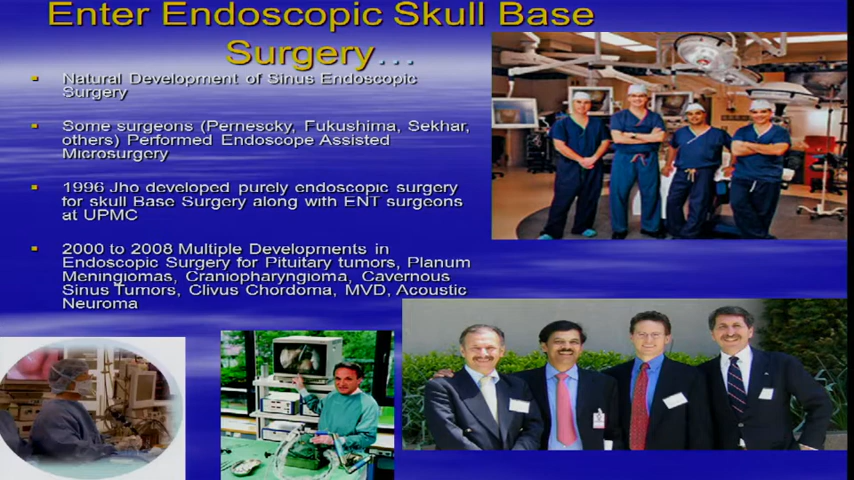 Enter Endoscopic Skull Base
Surgery...
Natural Development of Sinus Endoscopic
Surgery
Some surgeons (Pernescky, Fukushima, Sekhar,
others) Performed Endoscope Assisted
Microsurgery
1996 Jho developed purely endoscopic surgery
for skull Base Surgery along with ENT surgeons
at UPMC
2000 to 2008 Multiple Developments in
Endoscopic Surgery for Pituitary tumors, Planum
Meningiomas, Craniopharyngioma, Cavernous
Sinus Tumors, Clivus Chordoma, MVD, Acoustic
Neuroma